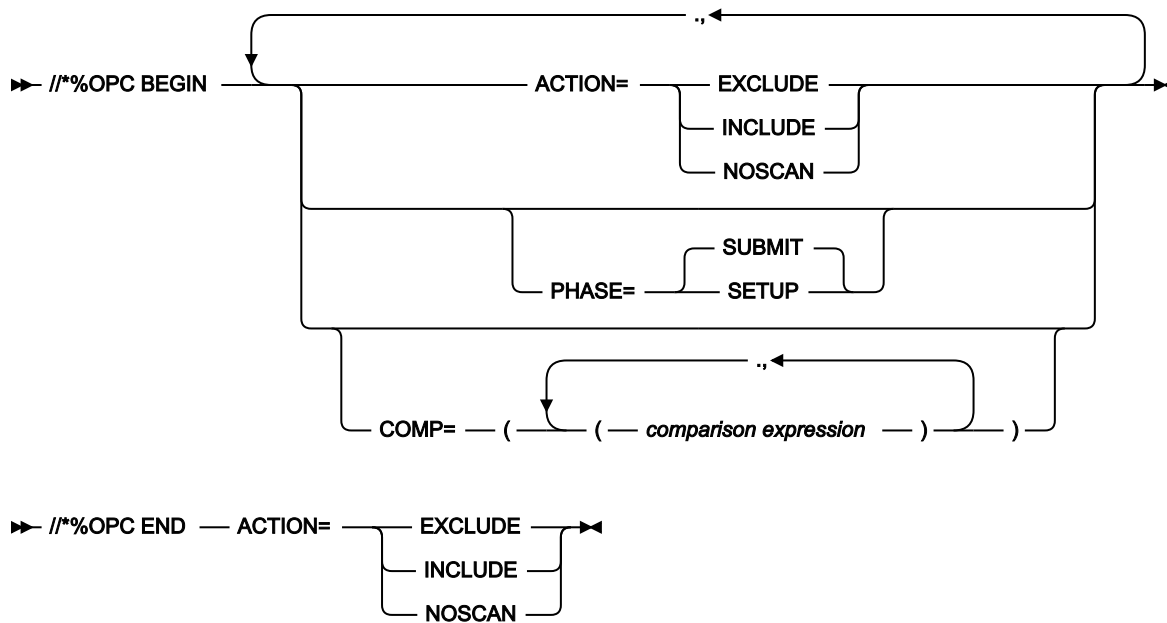 .,
//*%OPC BEGIN ACTION= EXCLUDE
INCLUDE
NOSCAN
SUBMIT
PHASE= SETUP
.,
COMP= ( ( comparison expression ) )
//*%OPC END ACTION= EXCLUDE
INCLUDE
NOSCAN